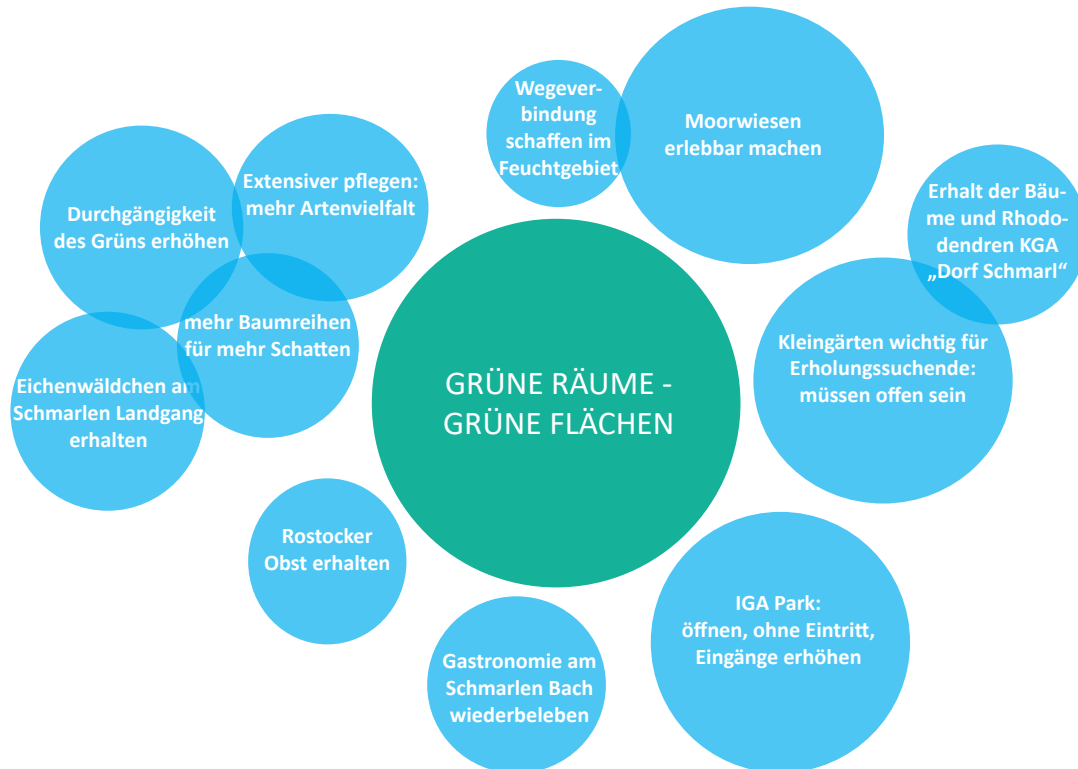 Wegever-
bindung
schaffen im
Feuchtgebiet
Moorwiesen
erlebbar machen
Extensiver pflegen:
mehr Artenvielfalt
Durchgängigkeit
des Grüns erhöhen
Erhalt der Bäu-
me und Rhodo-
dendren KGA
„Dorf Schmarl“
mehr Baumreihen
für mehr Schatten
Kleingärten wichtig für
Erholungssuchende:
müssen offen sein
Eichenwäldchen am
Schmarlen Landgang
erhalten
GRÜNE RÄUME -
GRÜNE FLÄCHEN
Rostocker
Obst erhalten
IGA Park:
öffnen, ohne Eintritt,
Eingänge erhöhen
Gastronomie am
Schmarlen Bach
wiederbeleben